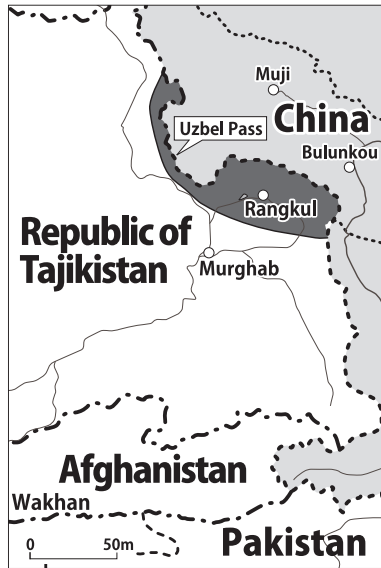 Muji
China
Uzbel Pass
Bulunkou
Rangkul
Republic of
Tajikistan
Murghab
Afghanistan
Wakhan
Pakistan
0 50m